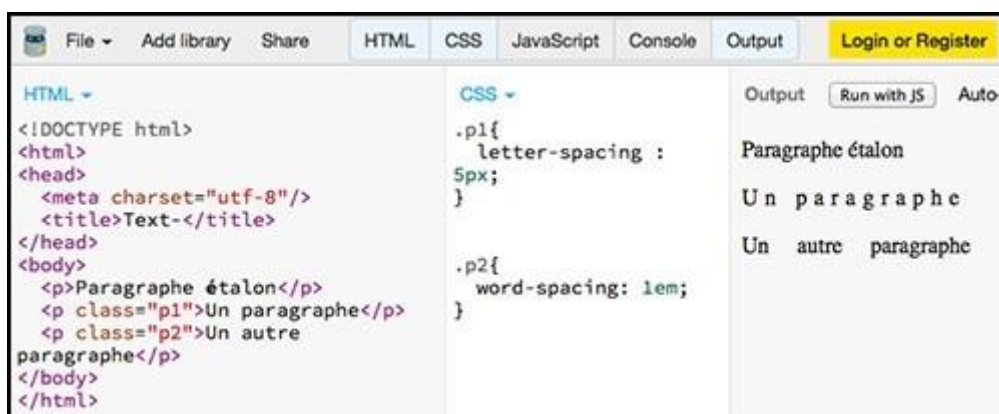 File Add library Share HTML CSS JavaScript Console Output Login or Register
HTML
<!DOCTYPE html>
<html>
<head>
<meta charset="utf-8"/>
<title>Text-</title>
</head>
<body>
<p>Paragraphe étalon</p>
<p class="p1">Un paragraphe</p>
<p class="p2">Un autre
paragraphe</p>
</body>
</html>
CSS
.p1{
letter-spacing :
5px;
}
.p2{
word-spacing: 1em;
}
Output Run with JS Auto-
Paragraphe étalon
Un paragraphe
Un autre paragraphe